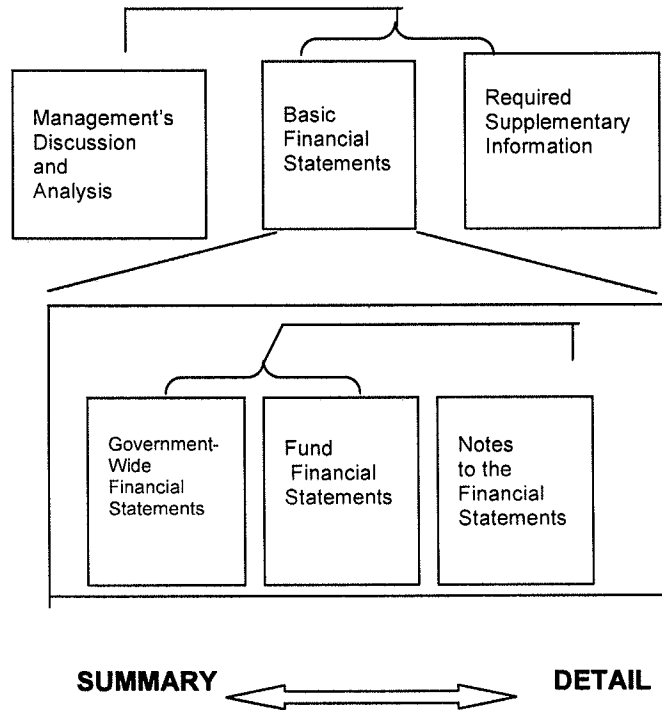 Management's
Discussion
and
Analysis
Basic
Financial
Statements
Required
Supplementary
Information
Government-
Wide
Financial
Statements
Fund
Financial
Statements
Notes
to the
Financial
Statements
SUMMARY
DETAIL